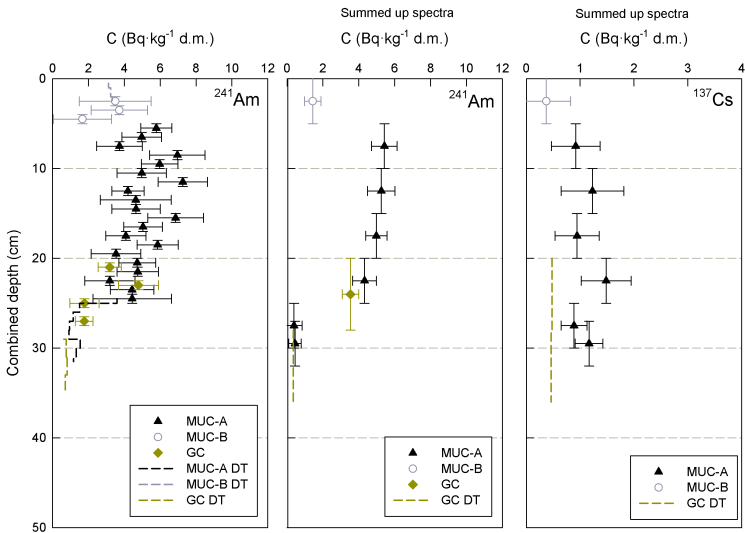 Summed up spectra Summed up spectra
C (Bq·kg⁻¹ d.m.) C (Bq·kg⁻¹ d.m.) C (Bq·kg⁻¹ d.m.)
0 2 4 6 8 10 12 0 2 4 6 8 10 12 0 1 2 3 4
0
²⁴¹Am ²⁴¹Am ¹³⁷Cs
10
20
Combined depth (cm)
30
40
50
MUC-A
MUC-B
GC
MUC-A DT
MUC-B DT
GC DT
MUC-A
MUC-B
GC
GC DT
MUC-A
MUC-B
GC DT